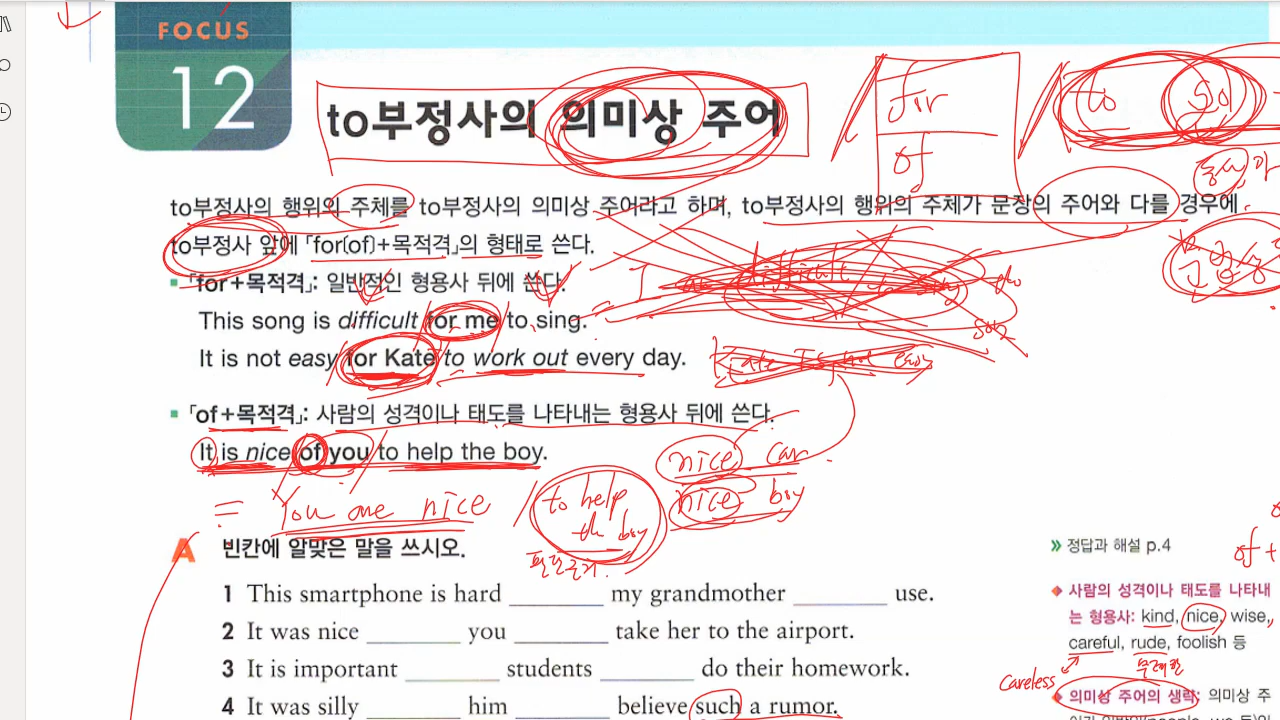 FOCUS
12
to부정사의 의미상 주어
for
of
to
동사
to부정사의 행위의 주체를 to부정사의 의미상 주어라고 하며, to부정사의 행위의 주체가 문장의 주어와 다를 경우에
to부정사 앞에 「for(of)+목적격」의 형태로 쓴다.
「for+목적격」: 일반적인 형용사 뒤에 쓴다.
This song is difficult for me to sing.
It is not easy for Kate to work out every day.
「of+목적격」: 사람의 성격이나 태도를 나타내는 형용사 뒤에 쓴다.
It is nice of you to help the boy.
nice car
nice boy
= You are nice
to help
the boy
A 빈칸에 알맞은 말을 쓰시오.
1 This smartphone is hard ________ my grandmother ________ use.
2 It was nice ________ you ________ take her to the airport.
3 It is important ________ students ________ do their homework.
4 It was silly ________ him ________ believe such a rumor.
정답과 해설 p.4
of +
사람의 성격이나 태도를 나타내
는 형용사: kind, nice, wise,
careful, rude, foolish 등
Careless
무례한
의미상 주어의 생략: 의미상 주